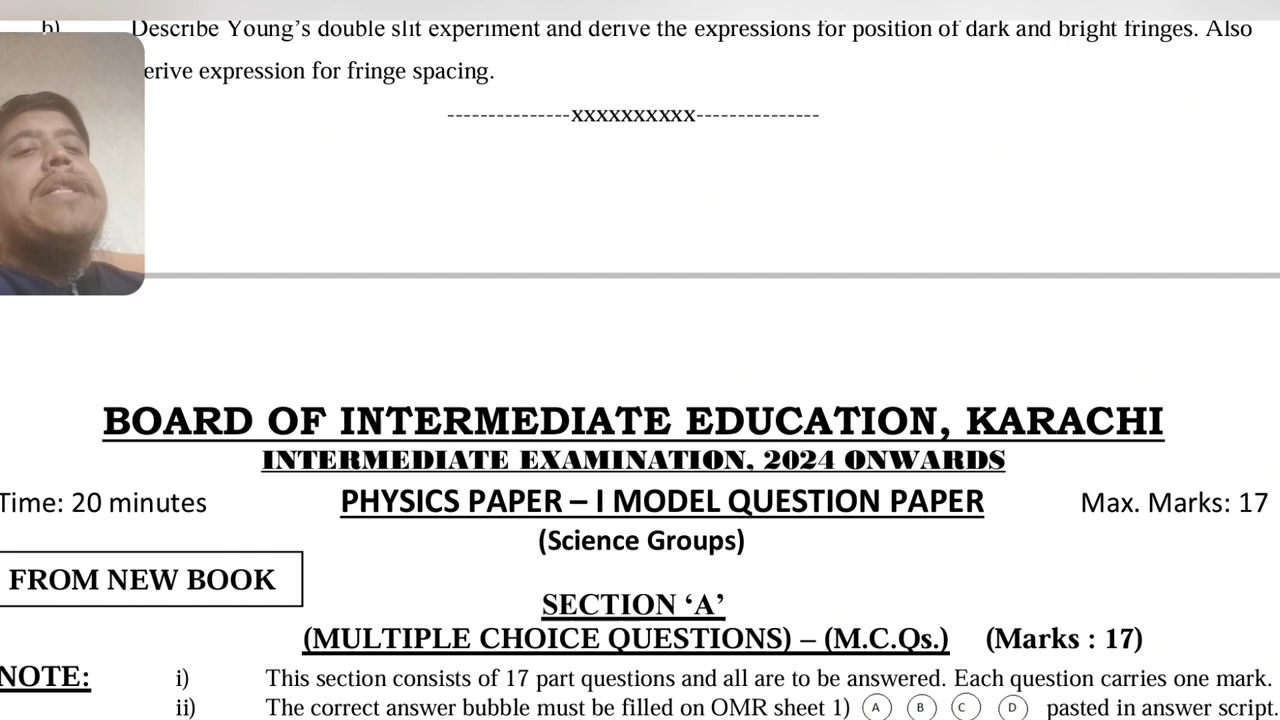 b) Describe Young’s double slit experiment and derive the expressions for position of dark and bright fringes. Also
erive expression for fringe spacing.
---------------xxxxxxxxxx---------------
BOARD OF INTERMEDIATE EDUCATION, KARACHI
INTERMEDIATE EXAMINATION, 2024 ONWARDS
Time: 20 minutes PHYSICS PAPER – I MODEL QUESTION PAPER Max. Marks: 17
(Science Groups)
FROM NEW BOOK
SECTION ‘A’
(MULTIPLE CHOICE QUESTIONS) – (M.C.Qs.) (Marks : 17)
NOTE: i) This section consists of 17 part questions and all are to be answered. Each question carries one mark.
ii) The correct answer bubble must be filled on OMR sheet 1) A B C D pasted in answer script.